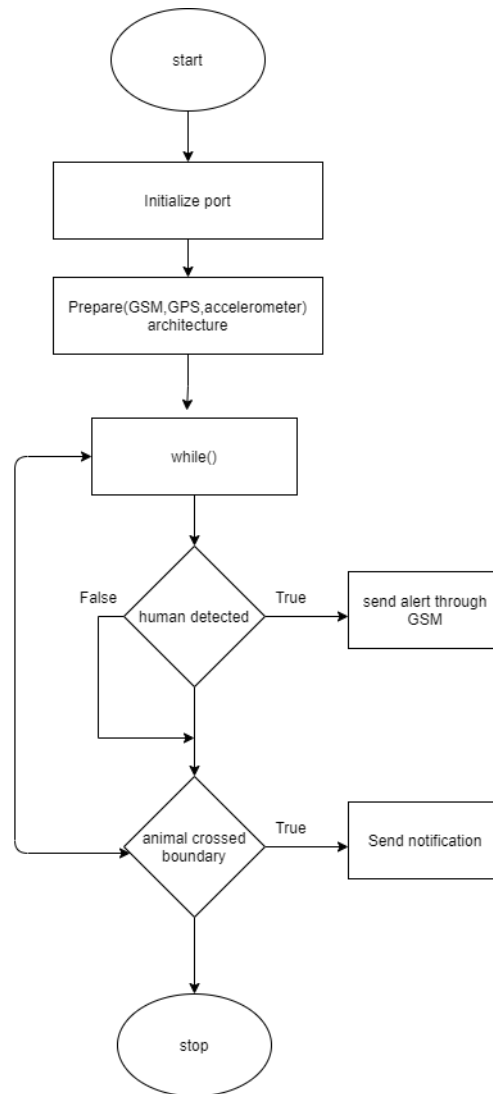 start
Initialize port
Prepare(GSM,GPS,accelerometer)
architecture
while()
False
human detected
True
send alert through
GSM
animal crossed
boundary
True
Send notification
stop